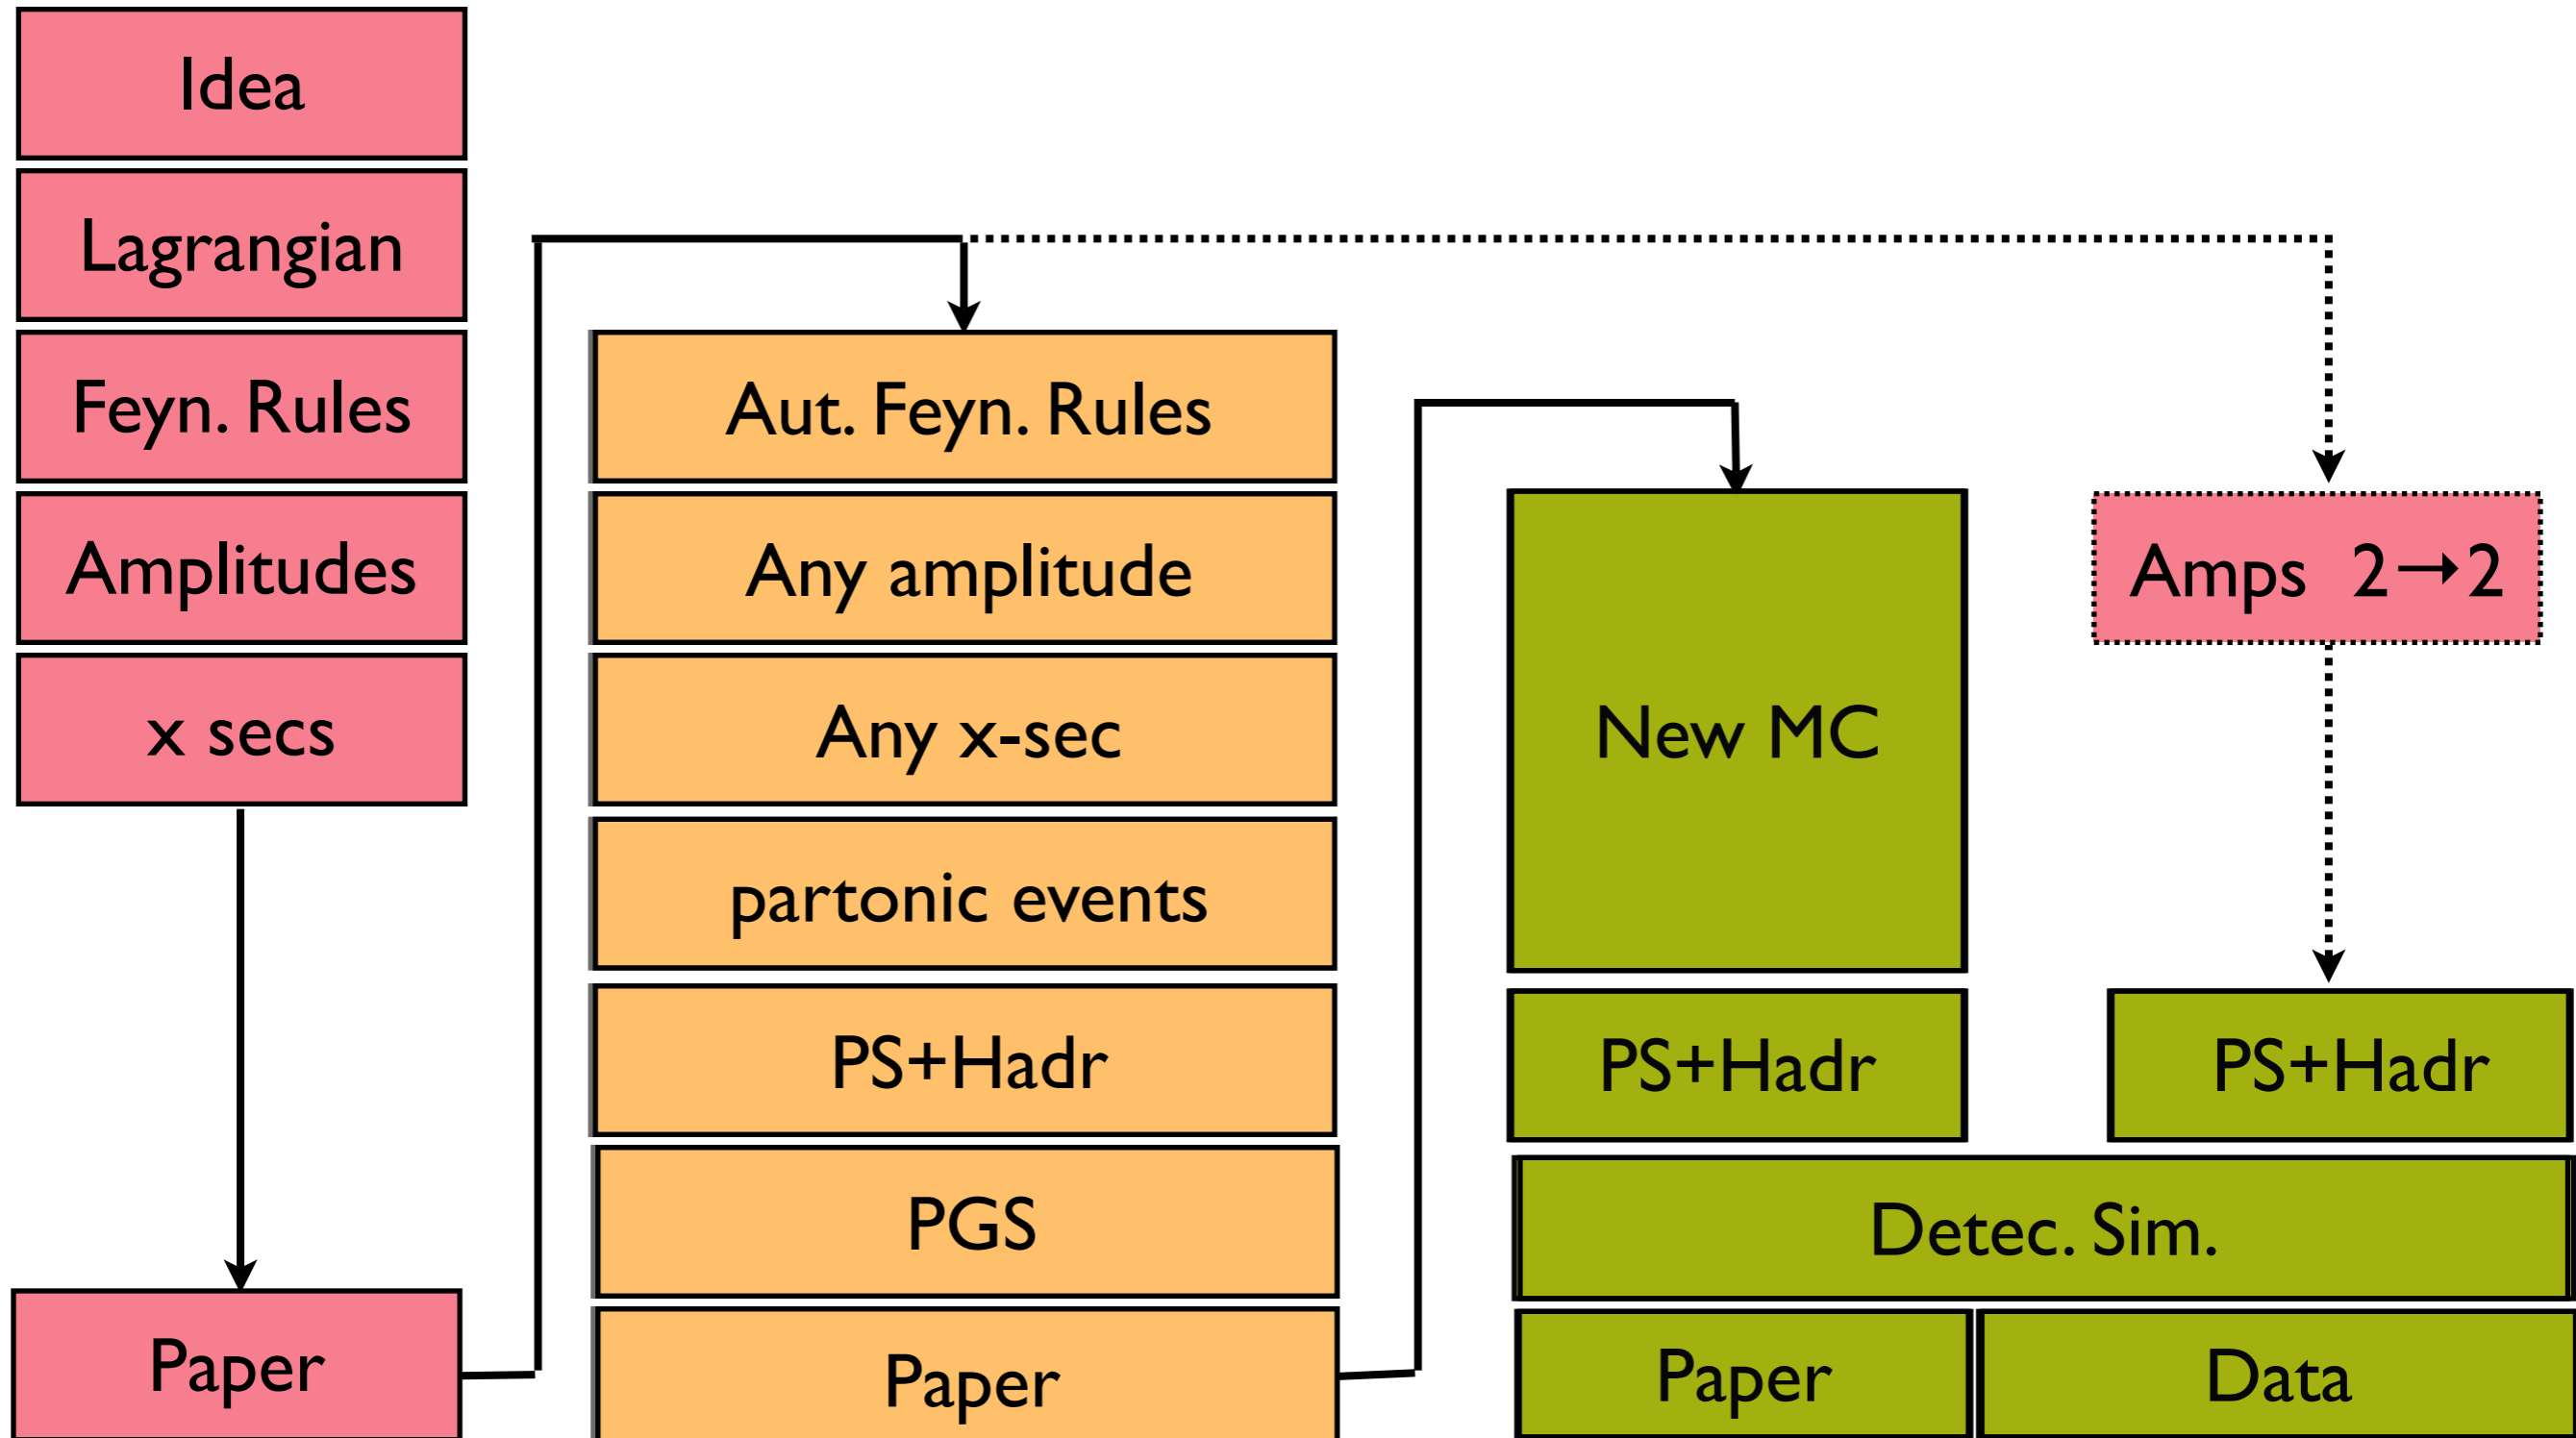 Idea
Lagrangian
Feyn. Rules
Amplitudes
x secs
Paper
Aut. Feyn. Rules
Any amplitude
Any x-sec
partonic events
PS+Hadr
PGS
Paper
New MC
PS+Hadr
Amps 2→2
PS+Hadr
Detec. Sim.
Paper
Data